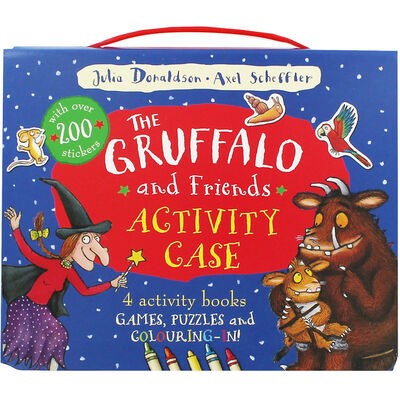 Julia Donaldson · Axel Scheffler
with over
200
stickers
THE
GRUFFALO
and Friends
ACTIVITY
CASE
4 activity books
GAMES, PUZZLES and
COLOURING-IN!